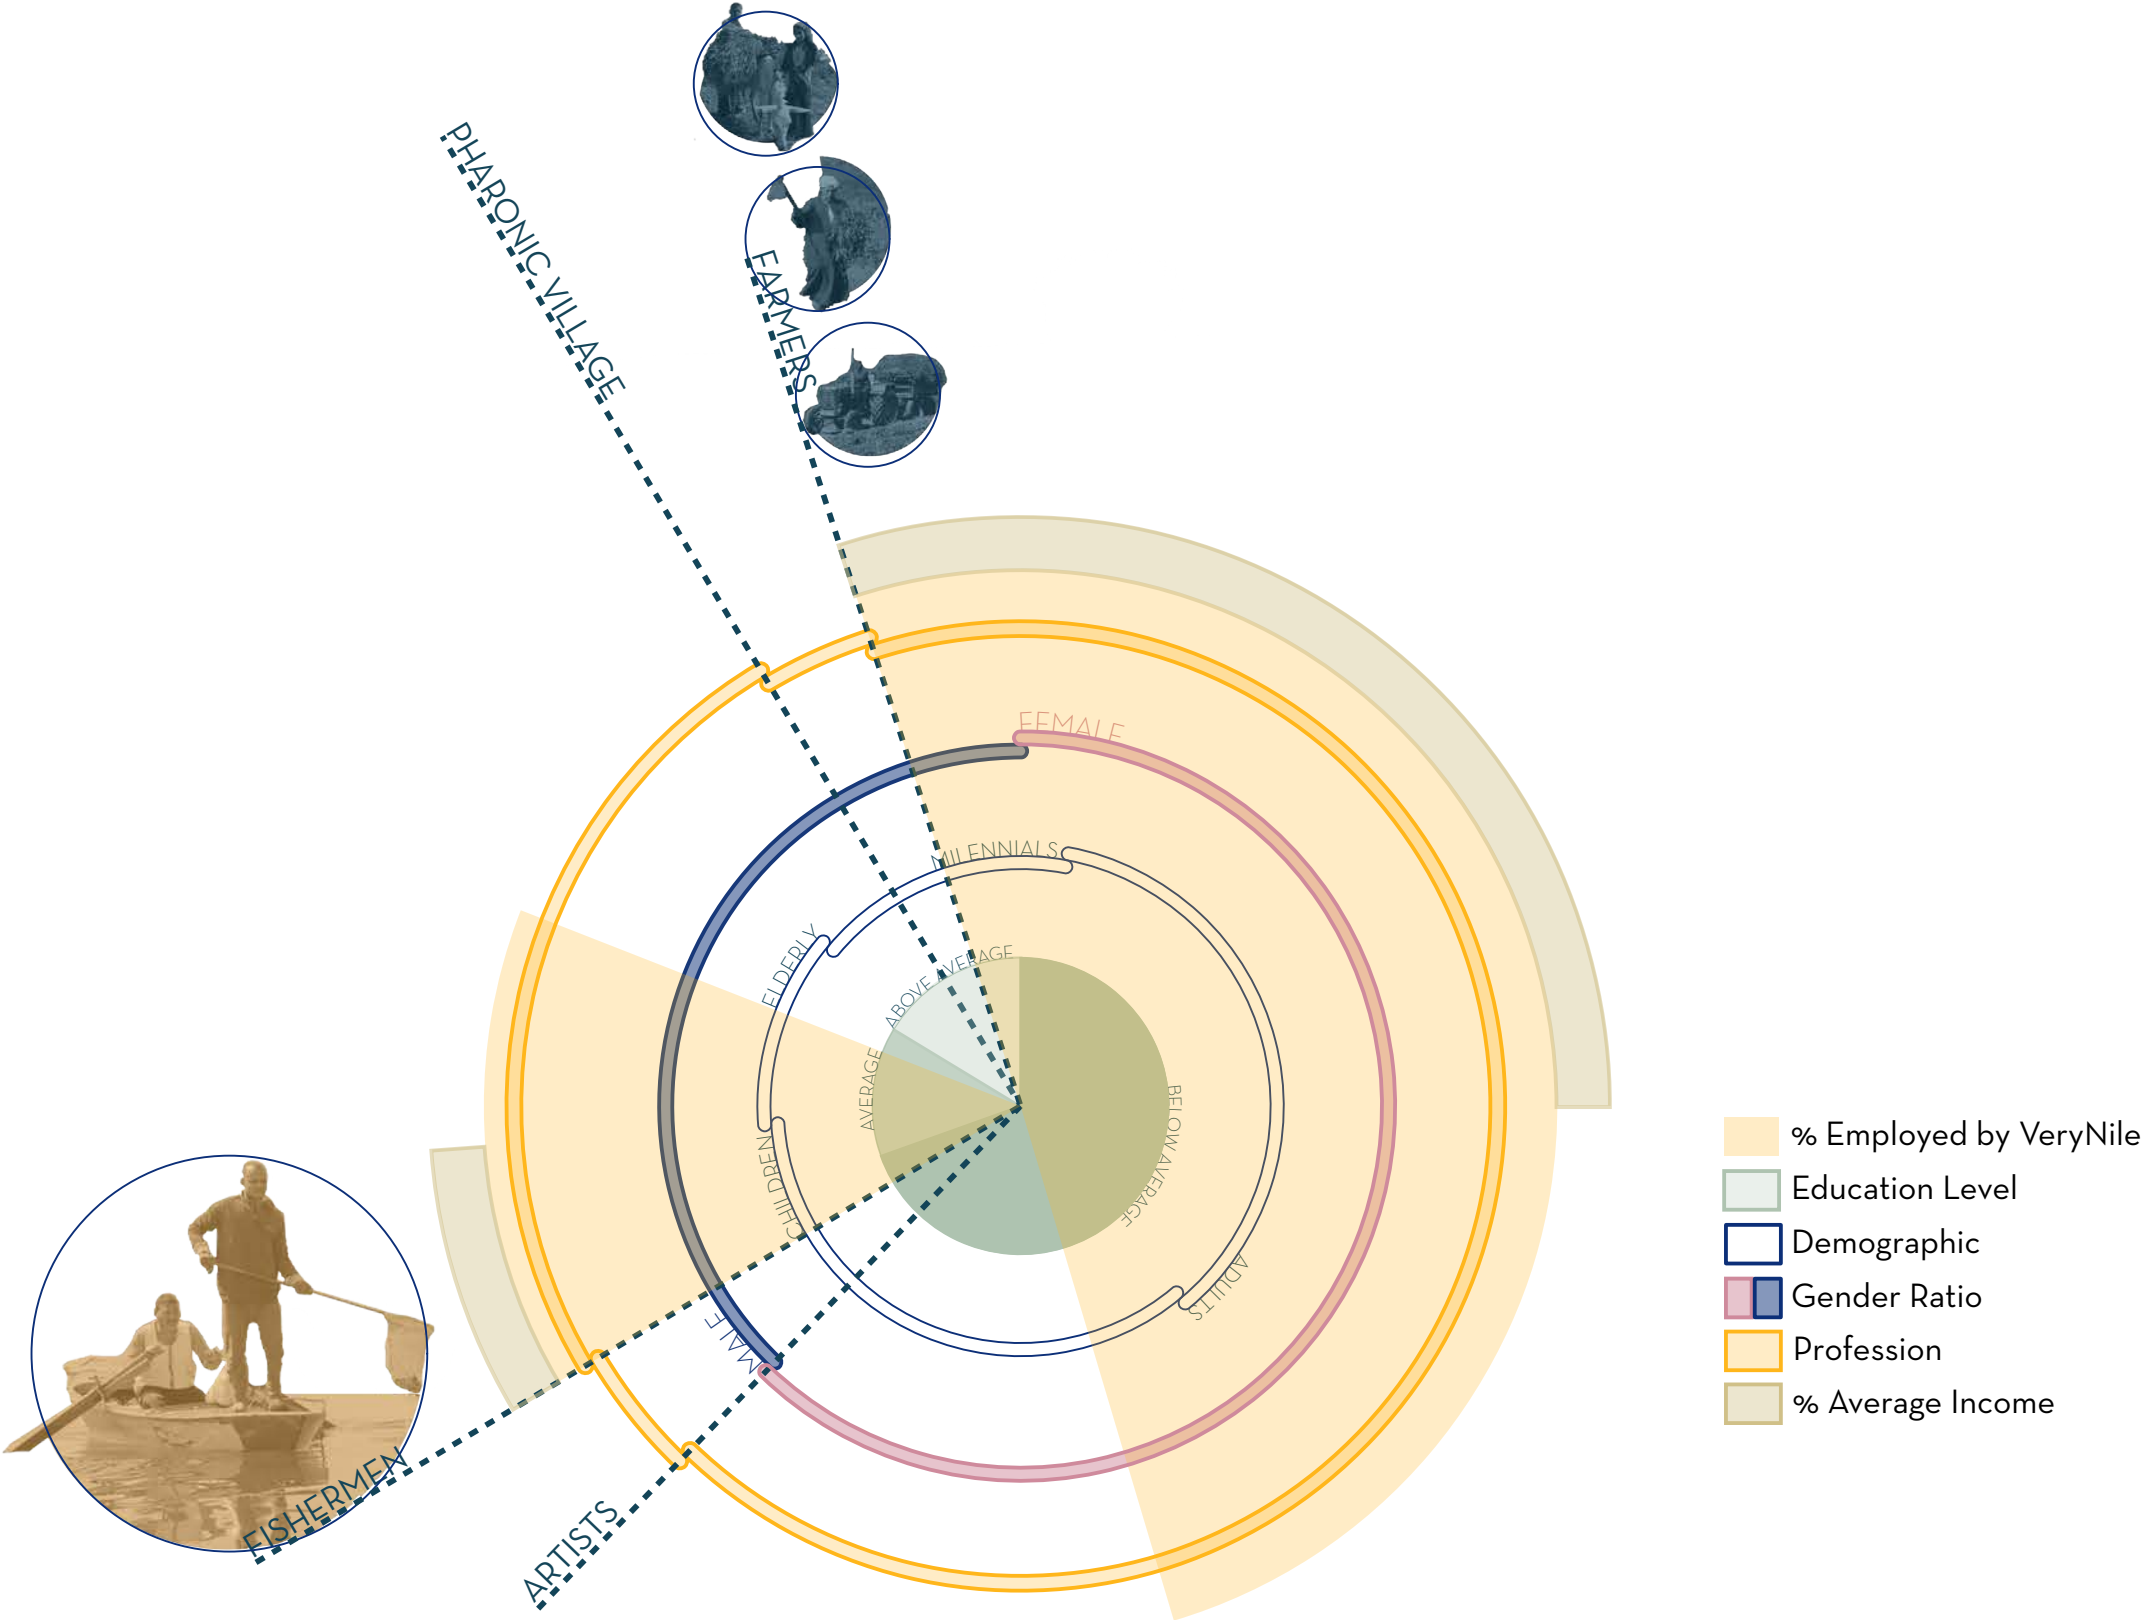 PHARONIC VILLAGE
FARMERS
FEMALE
MILENNIALS
ELDERLY
ABOVE AVERAGE
AVERAGE
BELOW AVERAGE
CHILDREN
ADULTS
MALE
FISHERMEN
ARTISTS
% Employed by VeryNile
Education Level
Demographic
Gender Ratio
Profession
% Average Income